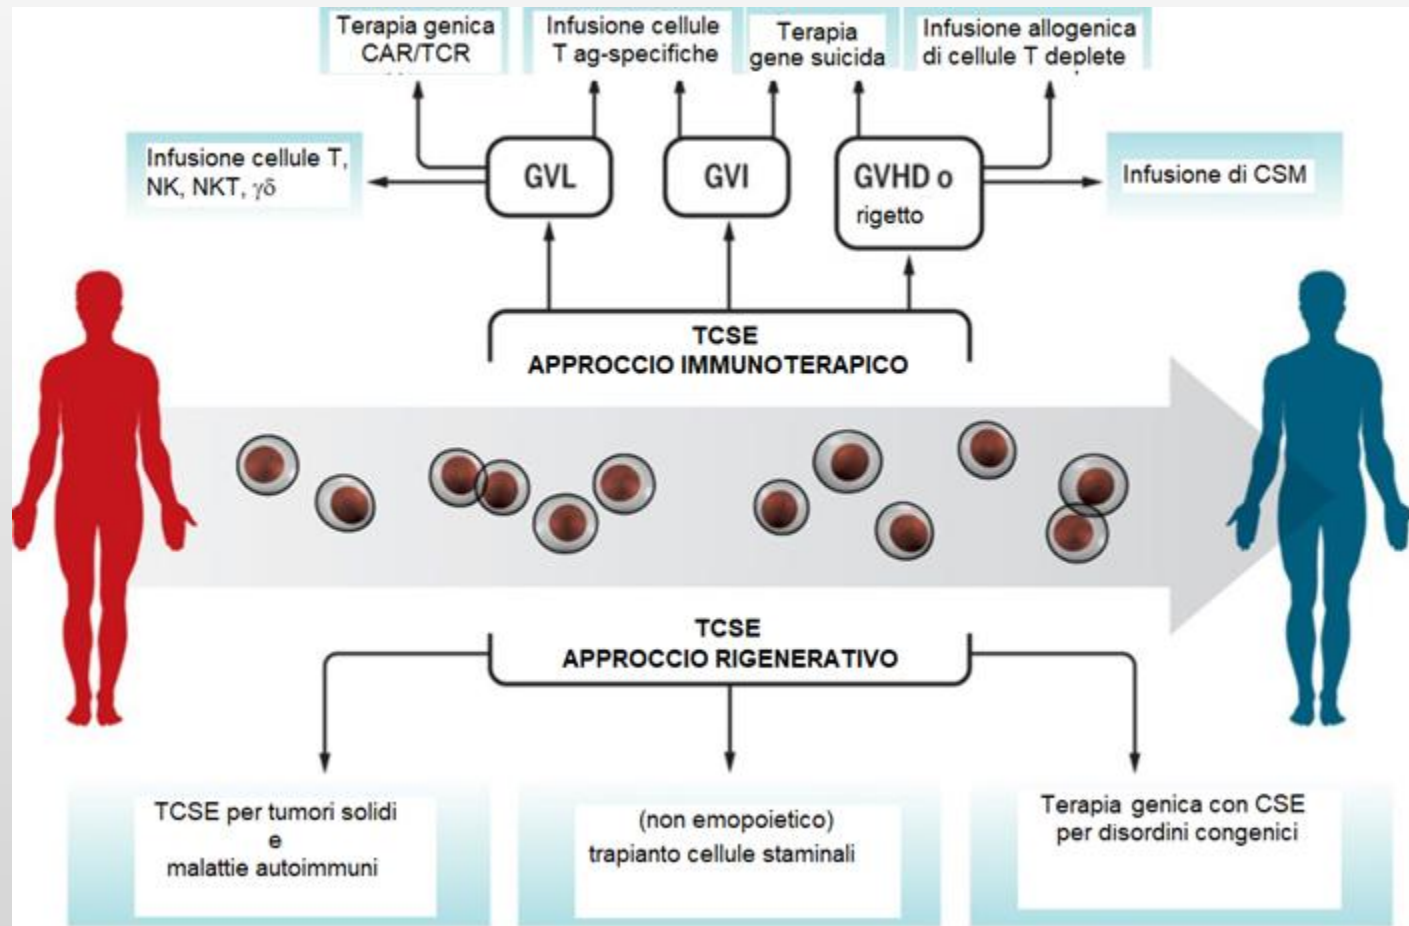 Terapia genica
CAR/TCR
Infusione cellule
T ag-specifiche
Terapia
gene suicida
Infusione allogenica
di cellule T deplete
Infusione cellule T,
NK, NKT, γδ
GVL
GVI
GVHD o
rigetto
Infusione di CSM
TCSE
APPROCCIO IMMUNOTERAPICO
TCSE
APPROCCIO RIGENERATIVO
TCSE per tumori solidi
e
malattie autoimmuni
(non emopoietico)
trapianto cellule staminali
Terapia genica con CSE
per disordini congenici